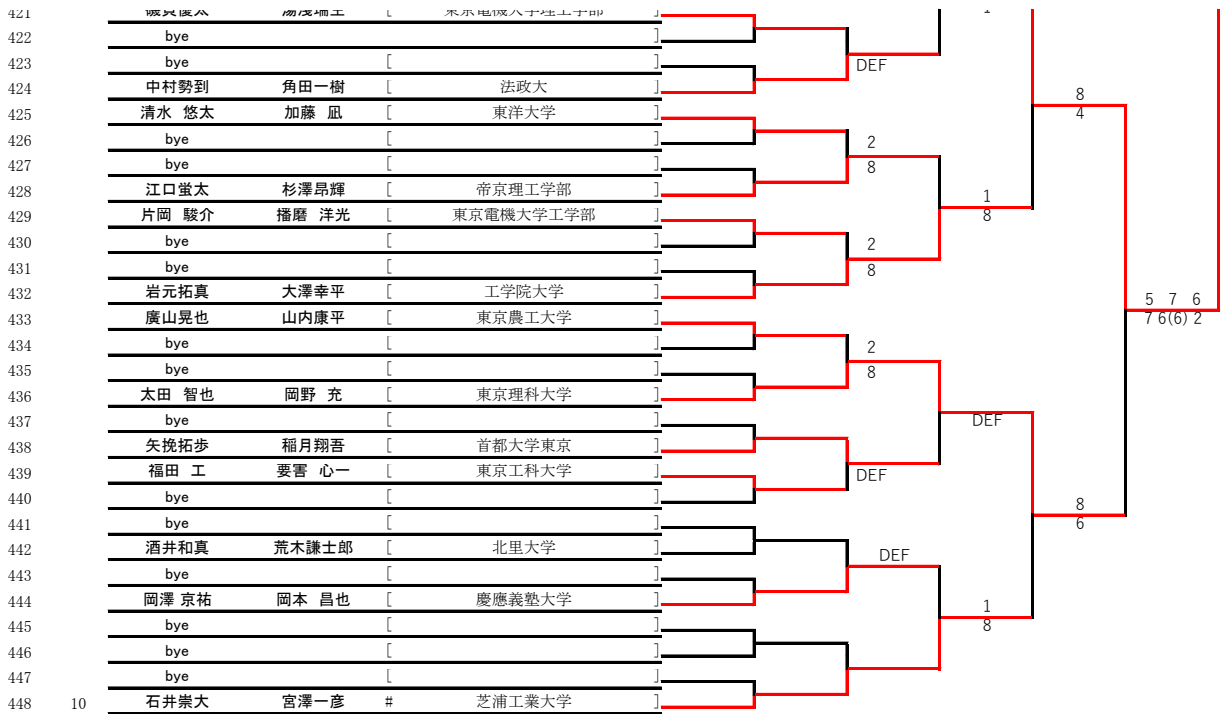 421
422 bye ]
423 bye [ ]
424 中村勢到 角田一樹 [ 法政大 ]
425 清水 悠太 加藤 凪 [ 東洋大学 ]
426 bye [ ]
427 bye [ ]
428 江口蛍太 杉澤昂輝 [ 帝京理工学部 ]
429 片岡 駿介 播磨 洋光 [ 東京電機大学工学部 ]
430 bye [ ]
431 bye [ ]
432 岩元拓真 大澤幸平 [ 工学院大学 ]
433 廣山晃也 山内康平 [ 東京農工大学 ]
434 bye [ ]
435 bye [ ]
436 太田 智也 岡野 充 [ 東京理科大学 ]
437 bye [ ]
438 矢挽拓歩 稲月翔吾 [ 首都大学東京 ]
439 福田 工 要害 心一 [ 東京工科大学 ]
440 bye [ ]
441 bye [ ]
442 酒井和真 荒木謙士郎 [ 北里大学 ]
443 bye [ ]
444 岡澤 京祐 岡本 昌也 [ 慶應義塾大学 ]
445 bye [ ]
446 bye [ ]
447 bye [ ]
448 10 石井崇大 宮澤一彦 # 芝浦工業大学 ]
DEF
2
8
2
8
2
8
DEF
DEF
1
8
DEF
1
8
8
4
8
6
5 7 6
7 6(6) 2